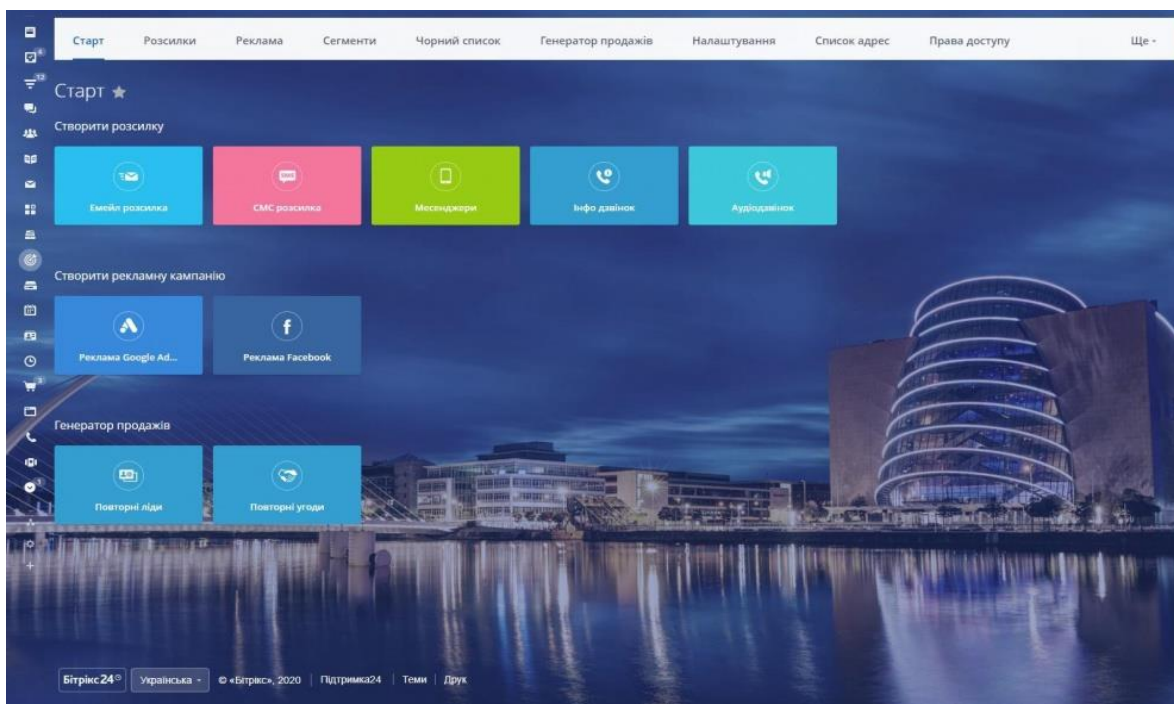 Старт Розсилки Реклама Сегменти Чорний список Генератор продажів Налаштування Список адрес Права доступу Ще
Старт
Створити розсилку
Емейл розсилка СМС розсилка Месенджери Інфо дзвінок Аудіодзвінок
Створити рекламну кампанію
Реклама Google Ad... Реклама Facebook
Генератор продажів
Повторні ліди Повторні угоди
Бітрікс24 Українська © «Бітрікс», 2020 Підтримка24 Теми Друк